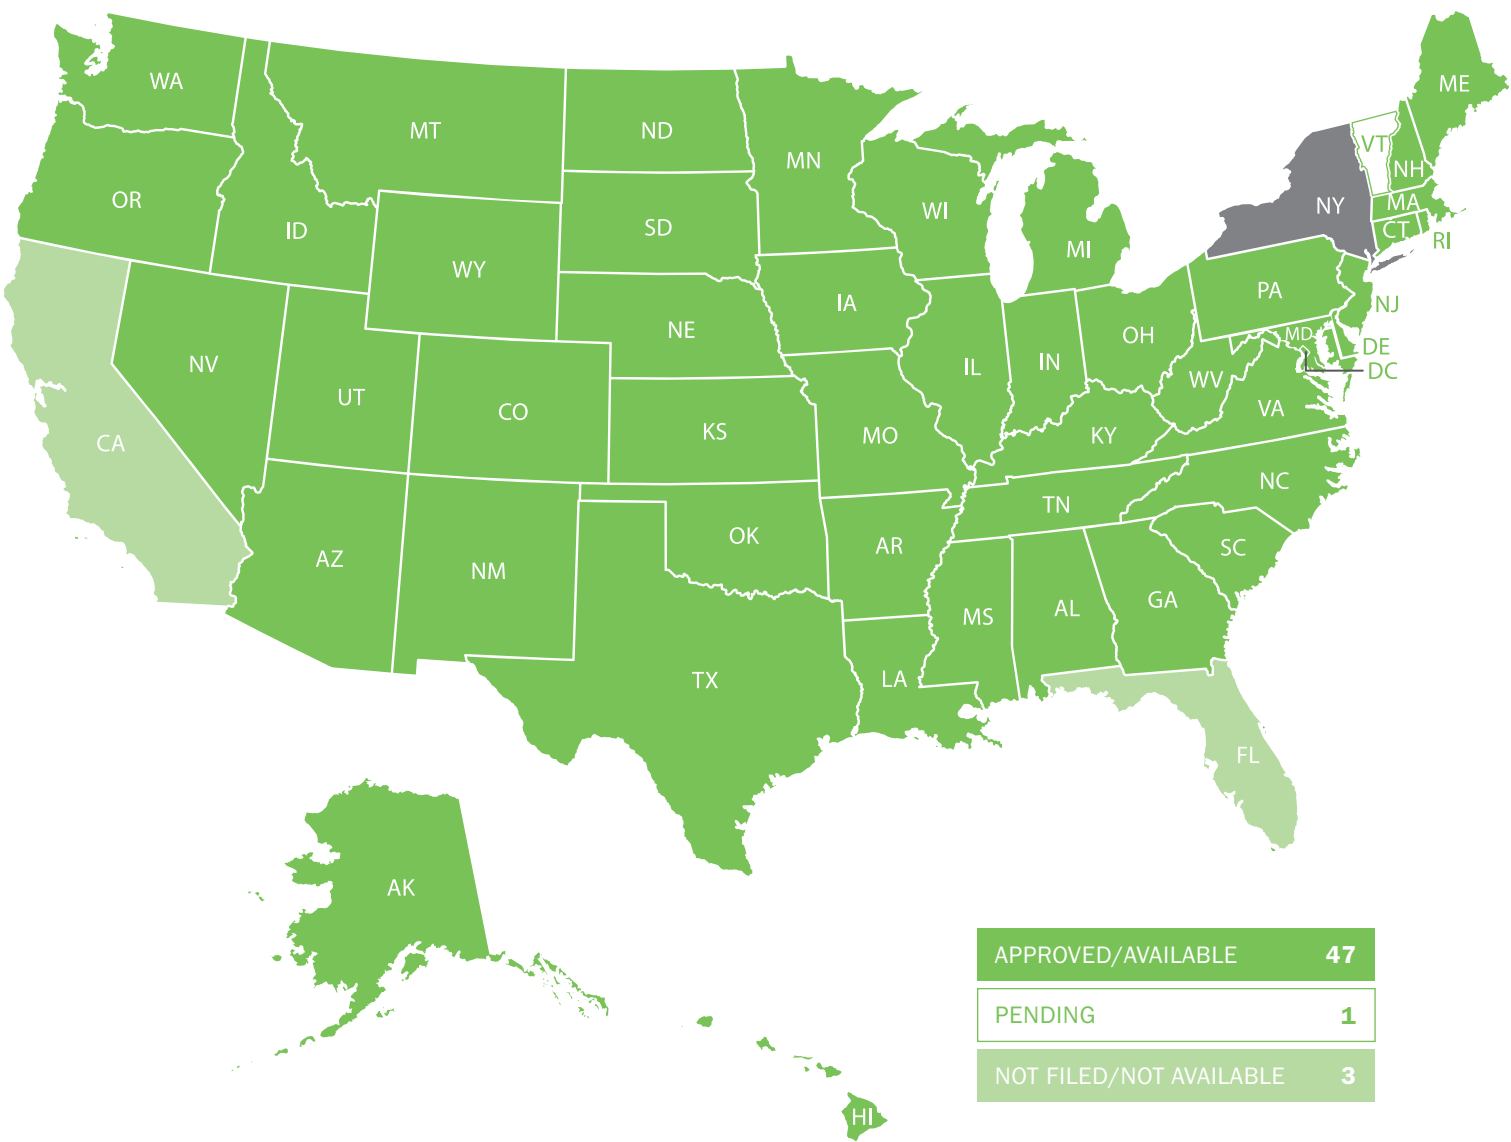 WA
MT
ND
MN
ME
VT
NH
OR
ID
WY
SD
WI
MI
NY
MA
CT
RI
NV
UT
CO
NE
IA
IL
IN
OH
PA
NJ
MD
DE
DC
CA
KS
MO
KY
WV
VA
NC
TN
SC
AZ
NM
OK
AR
MS
AL
GA
TX
LA
FL
AK
HI
APPROVED/AVAILABLE 47
PENDING 1
NOT FILED/NOT AVAILABLE 3